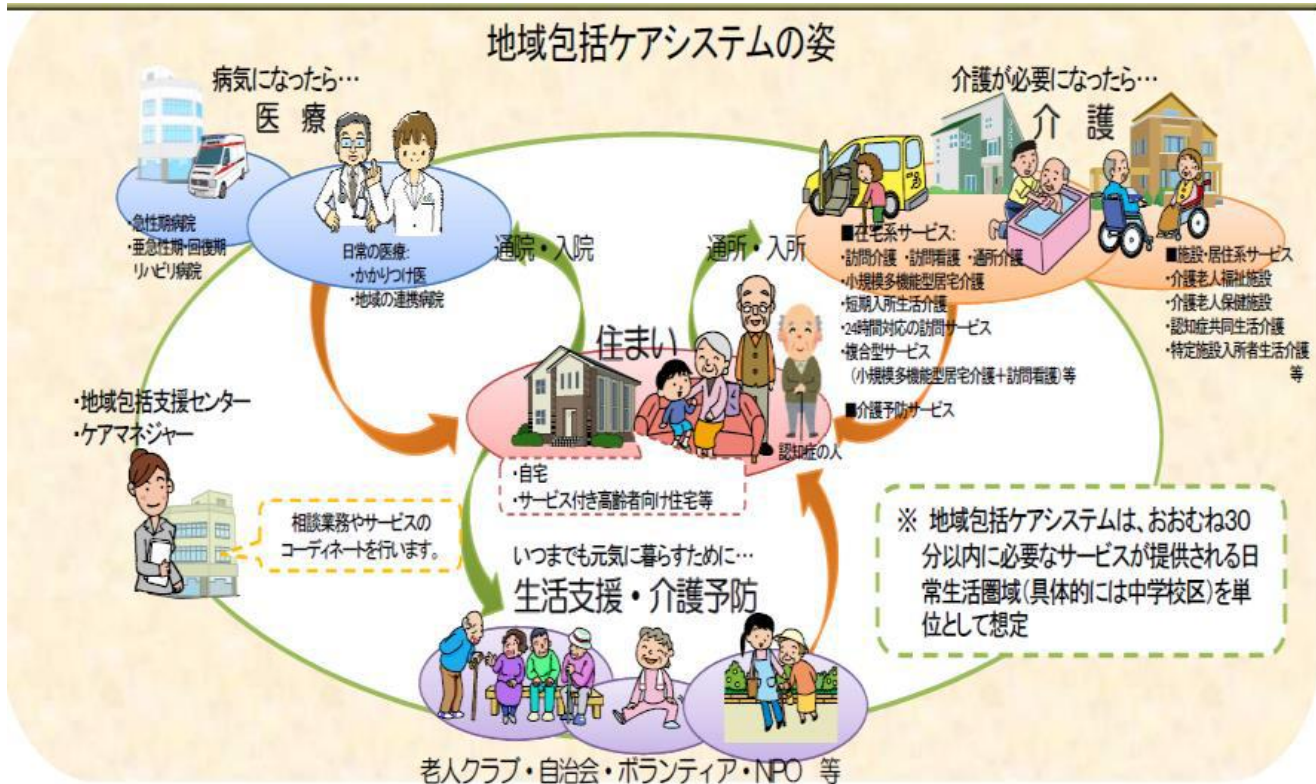 地域包括ケアシステムの姿
病気になったら…
医 療
・急性期病院
・亜急性期・回復期
リハビリ病院
日常の医療:
・かかりつけ医
・地域の連携病院
通院・入院
介護が必要になったら…
介 護
通所・入所
■在宅系サービス:
・訪問介護 ・訪問看護 ・通所介護
・小規模多機能型居宅介護
・短期入所生活介護
・24時間対応の訪問サービス
・複合型サービス
(小規模多機能型居宅介護+訪問看護)等
■介護予防サービス
■施設・居住系サービス
・介護老人福祉施設
・介護老人保健施設
・認知症共同生活介護
・特定施設入所者生活介護
等
住まい
認知症の人
・自宅
・サービス付き高齢者向け住宅等
・地域包括支援センター
・ケアマネジャー
相談業務やサービスの
コーディネートを行います。
いつまでも元気に暮らすために…
生活支援・介護予防
老人クラブ・自治会・ボランティア・NPO 等
※ 地域包括ケアシステムは、おおむね30
分以内に必要なサービスが提供される日
常生活圏域(具体的には中学校区)を単
位として想定